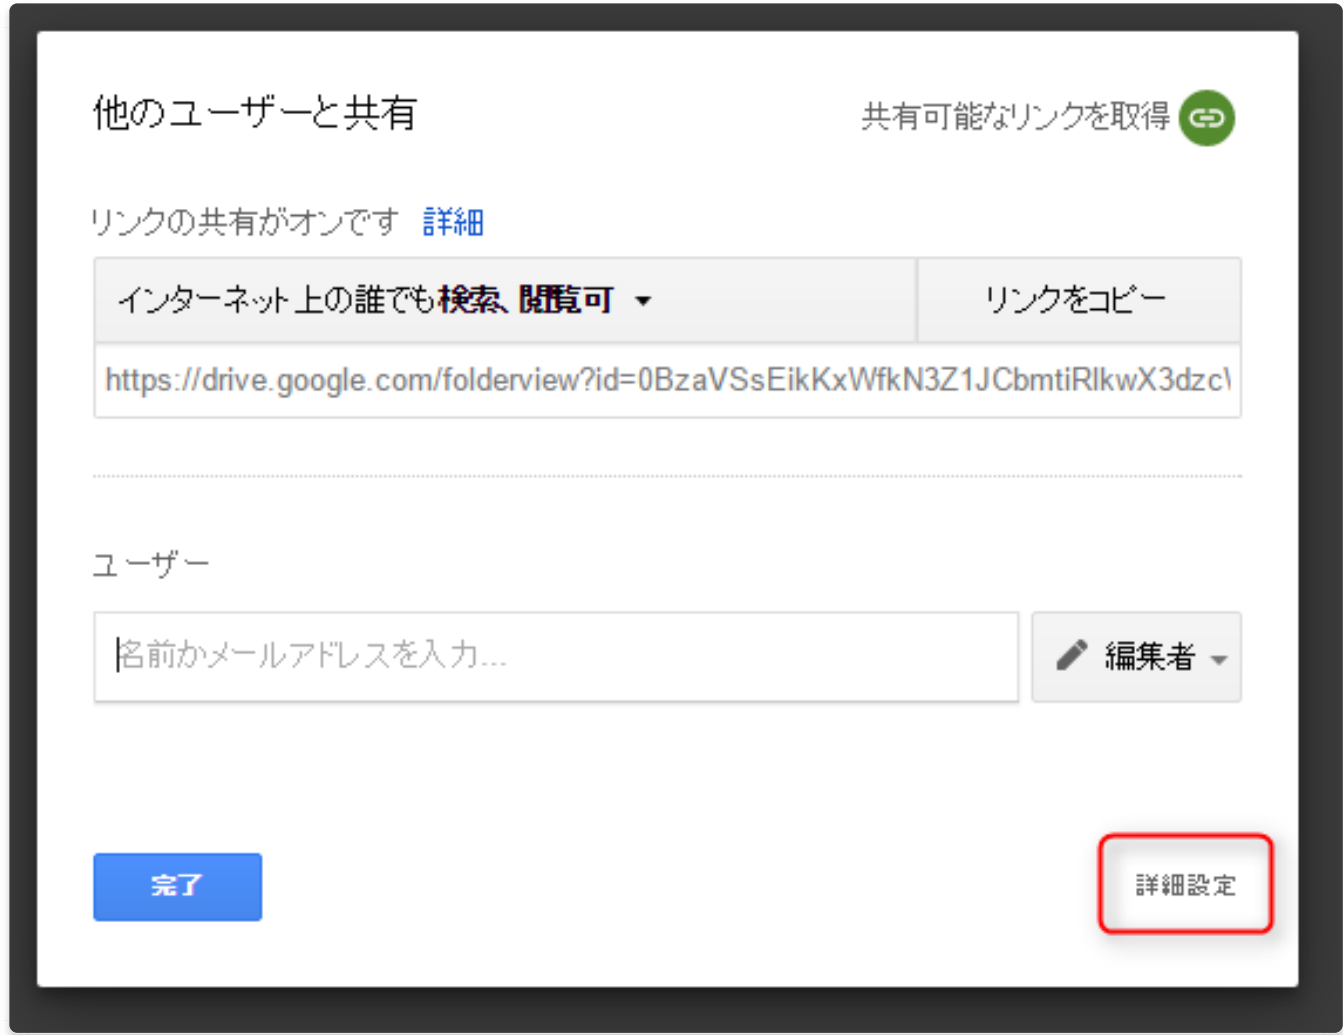 他のユーザーと共有
共有可能なリンクを取得
リンクの共有がオンです 詳細
インターネット上の誰でも検索、閲覧可
リンクをコピー
https://drive.google.com/folderview?id=0BzaVSsEikKxWfkN3Z1JCbmtiRlkwX3dzc
ユーザー
名前かメールアドレスを入力...
編集者
完了
詳細設定